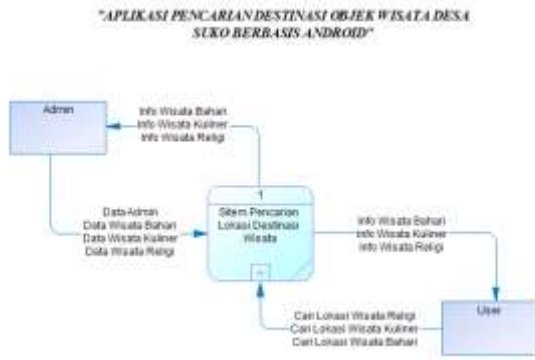 "APLIKASI PENCARIAN DESTINASI OBJEK WISATA DESA
SUKO BERBASIS ANDROID"
Admin
Info Wisata Bahari
Info Wisata Kuliner
Info Wisata Religi
Data Admin
Data Wisata Bahari
Data Wisata Kuliner
Data Wisata Religi
1
Sitem Pencarian
Lokasi Destinasi
Wisata
+
Info Wisata Bahari
Info Wisata Kuliner
Info Wisata Religi
Cari Lokasi Wisata Religi
Cari Lokasi Wisata Kuliner
Cari Lokasi Wisata Bahari
User